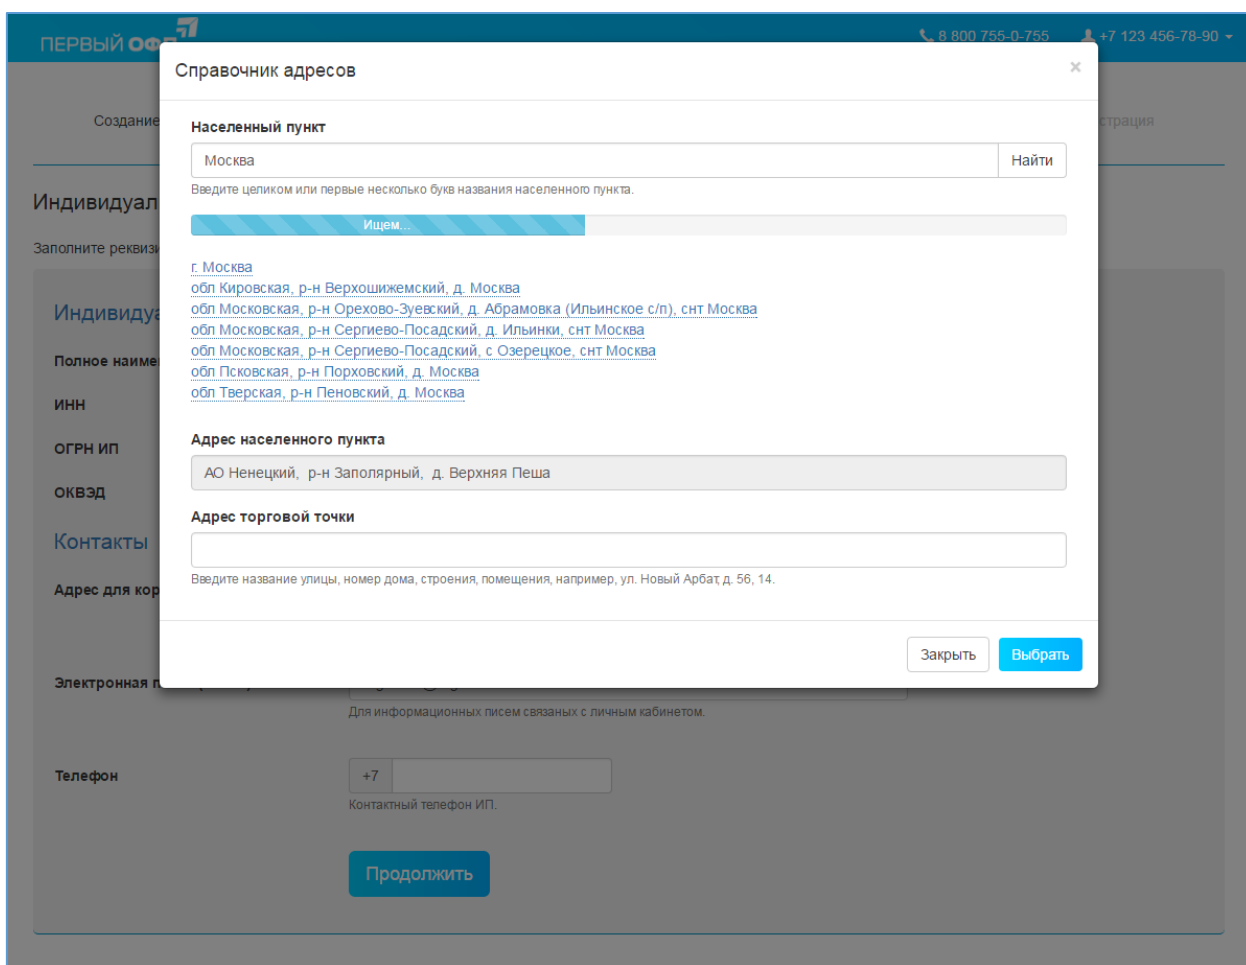 ПЕРВЫЙ ОФД
8 800 755-0-755 +7 123 456-78-90
Справочник адресов ×
Создание
страция
Населенный пункт
Москва Найти
Введите целиком или первые несколько букв названия населенного пункта.
Индивидуал
Ищем...
Заполните реквизи
г. Москва
обл Кировская, р-н Верхошижемский, д. Москва
обл Московская, р-н Орехово-Зуевский, д. Абрамовка (Ильинское с/п), снт Москва
обл Московская, р-н Сергиево-Посадский, д. Ильинки, снт Москва
обл Московская, р-н Сергиево-Посадский, с Озерецкое, снт Москва
обл Псковская, р-н Порховский, д. Москва
обл Тверская, р-н Пеновский, д. Москва
Индивидуа
Полное наиме
ИНН
ОГРН ИП
ОКВЭД
Адрес населенного пункта
АО Ненецкий, р-н Заполярный, д. Верхняя Пеша
Адрес торговой точки
Введите название улицы, номер дома, строения, помещения, например, ул. Новый Арбат, д. 56, 14.
Контакты
Адрес для кор
Закрыть Выбрать
Электронная п
Для информационных писем связаных с личным кабинетом.
Телефон +7
Контактный телефон ИП.
Продолжить